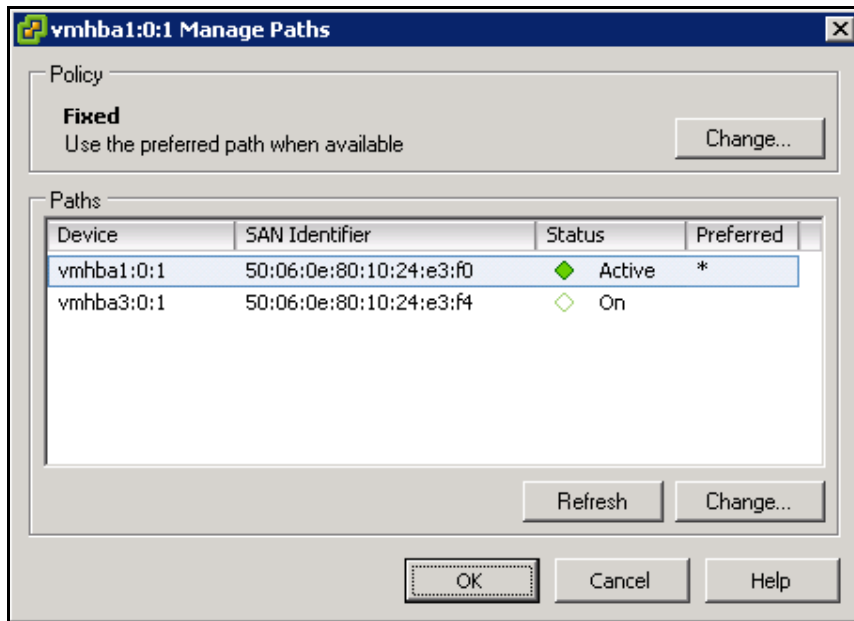 vmhba1:0:1 Manage Paths
Policy
Fixed
Use the preferred path when available
Change...
Paths
Device SAN Identifier Status Preferred
vmhba1:0:1 50:06:0e:80:10:24:e3:f0 Active *
vmhba3:0:1 50:06:0e:80:10:24:e3:f4 On
Refresh Change...
OK Cancel Help